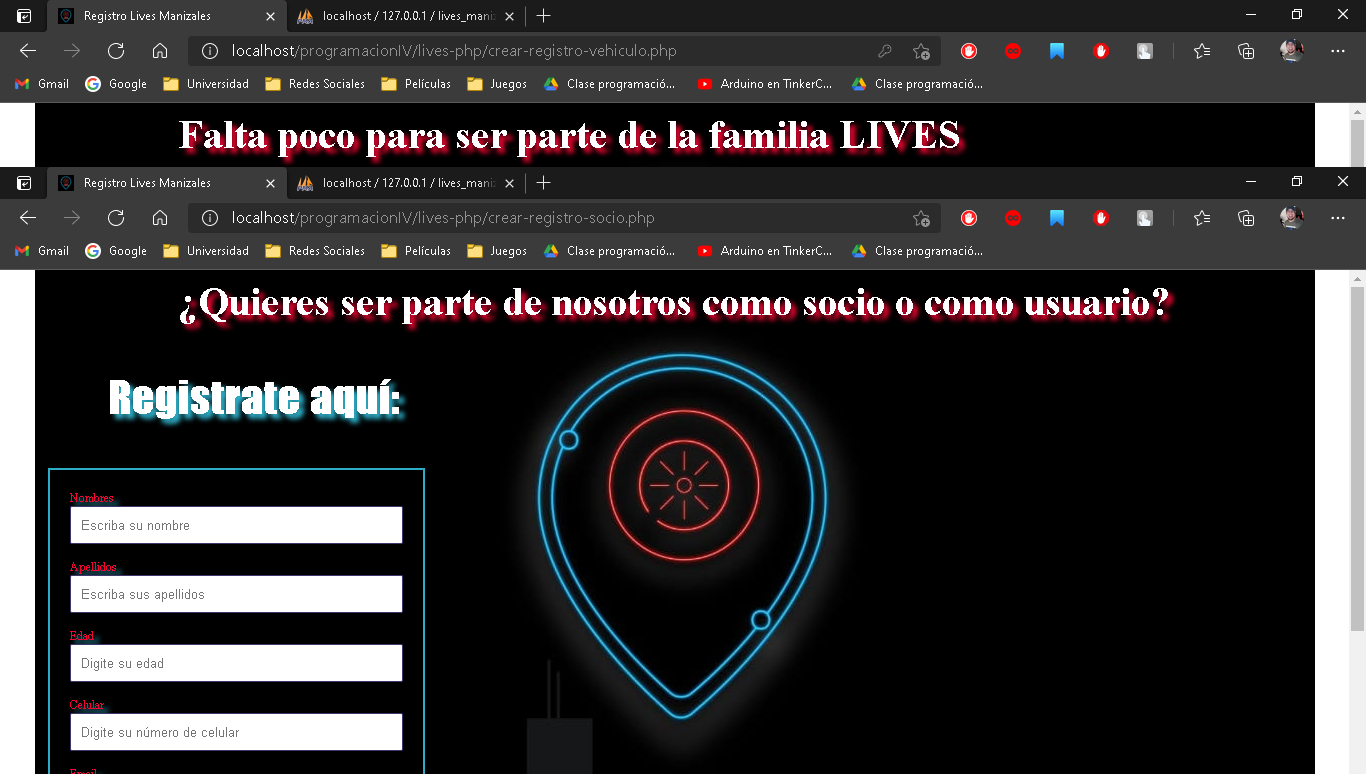 Registro Lives Manizales
localhost / 127.0.0.1 / lives_mani
localhost/programacionIV/lives-php/crear-registro-vehiculo.php
Gmail Google Universidad Redes Sociales Películas Juegos Clase programació... Arduino en TinkerC... Clase programació...
Falta poco para ser parte de la familia LIVES
Registro Lives Manizales
localhost / 127.0.0.1 / lives_mani
localhost/programacionIV/lives-php/crear-registro-socio.php
Gmail Google Universidad Redes Sociales Películas Juegos Clase programació... Arduino en TinkerC... Clase programació...
¿Quieres ser parte de nosotros como socio o como usuario?
Registrate aquí:
Nombres
Escriba su nombre
Apellidos
Escriba sus apellidos
Edad
Digite su edad
Celular
Digite su número de celular
Email